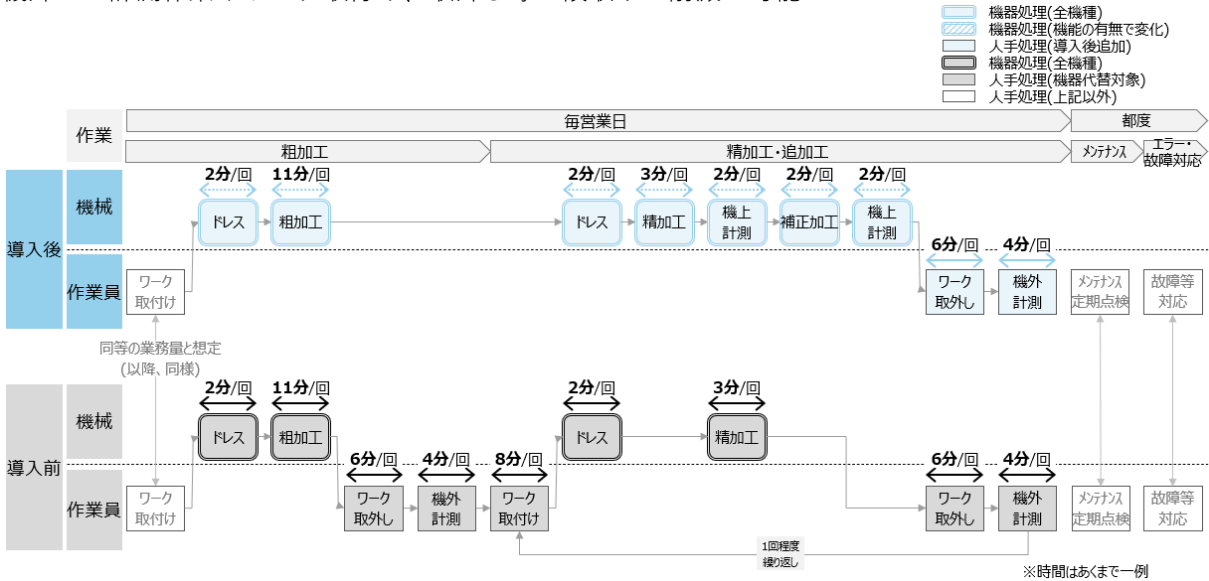 機器処理(全機種)
機器処理(機能の有無で変化)
人手処理(導入後追加)
機器処理(全機種)
人手処理(機器代替対象)
人手処理(上記以外)
作業
毎営業日
都度
粗加工
精加工・追加工
メンテナンス
エラー・
故障対応
導入後
機械
2分/回
11分/回
2分/回
3分/回
2分/回
2分/回
2分/回
ドレス
粗加工
ドレス
精加工
機上
計測
補正加工
機上
計測
作業員
6分/回
4分/回
ワーク
取付け
ワーク
取外し
機外
計測
メンテナンス
定期点検
故障等
対応
同等の業務量と想定
(以降、同様)
導入前
機械
2分/回
11分/回
2分/回
3分/回
ドレス
粗加工
ドレス
精加工
作業員
6分/回
4分/回
8分/回
6分/回
4分/回
ワーク
取付け
ワーク
取外し
機外
計測
ワーク
取付け
ワーク
取外し
機外
計測
メンテナンス
定期点検
故障等
対応
1回程度
繰り返し
※時間はあくまで一例